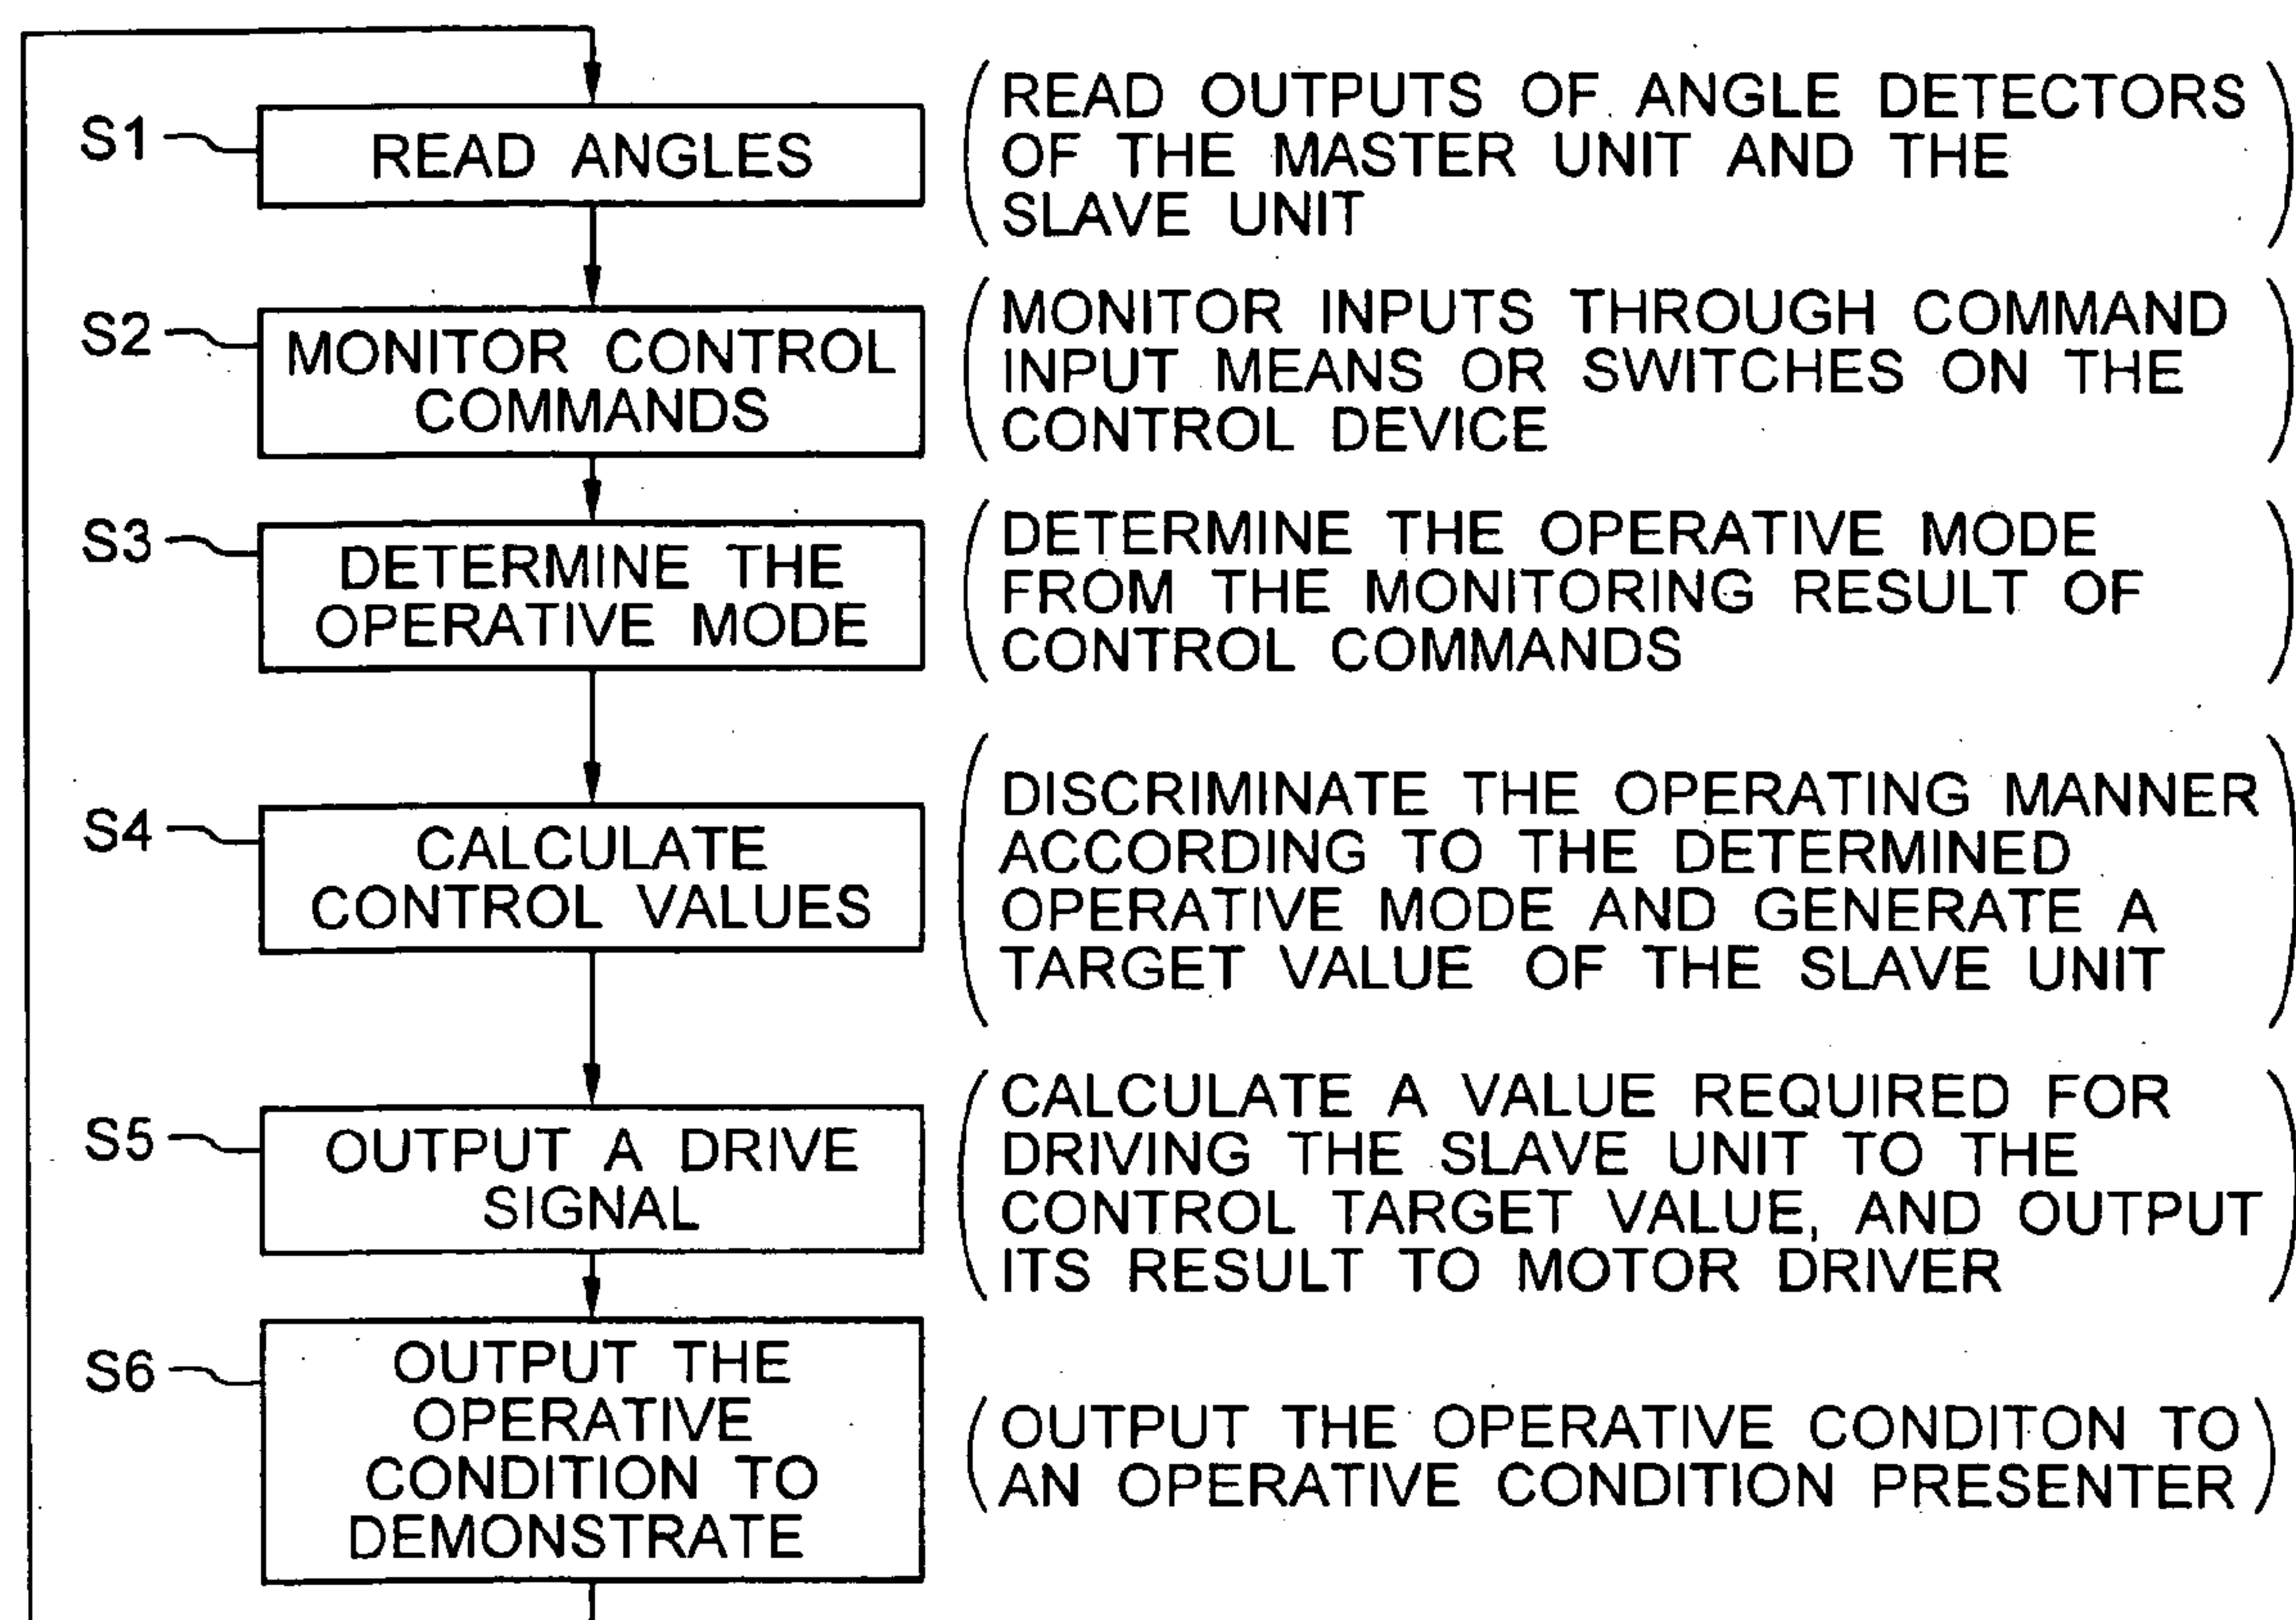 S1
READ ANGLES
(READ OUTPUTS OF ANGLE DETECTORS
OF THE MASTER UNIT AND THE
SLAVE UNIT)
S2
MONITOR CONTROL
COMMANDS
(MONITOR INPUTS THROUGH COMMAND
INPUT MEANS OR SWITCHES ON THE
CONTROL DEVICE)
S3
DETERMINE THE
OPERATIVE MODE
(DETERMINE THE OPERATIVE MODE
FROM THE MONITORING RESULT OF
CONTROL COMMANDS)
S4
CALCULATE
CONTROL VALUES
(DISCRIMINATE THE OPERATING MANNER
ACCORDING TO THE DETERMINED
OPERATIVE MODE AND GENERATE A
TARGET VALUE OF THE SLAVE UNIT)
S5
OUTPUT A DRIVE
SIGNAL
(CALCULATE A VALUE REQUIRED FOR
DRIVING THE SLAVE UNIT TO THE
CONTROL TARGET VALUE, AND OUTPUT
ITS RESULT TO MOTOR DRIVER)
S6
OUTPUT THE
OPERATIVE
CONDITION TO
DEMONSTRATE
(OUTPUT THE OPERATIVE CONDITON TO
AN OPERATIVE CONDITION PRESENTER)